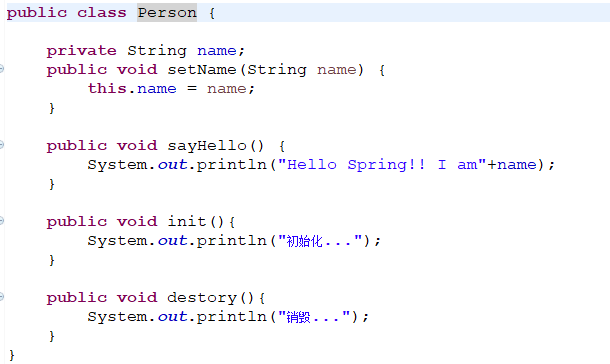 public class Person {
private String name;
public void setName(String name) {
this.name = name;
}
public void sayHello() {
System.out.println("Hello Spring!! I am"+name);
}
public void init(){
System.out.println("初始化...");
}
public void destory(){
System.out.println("销毁...");
}
}